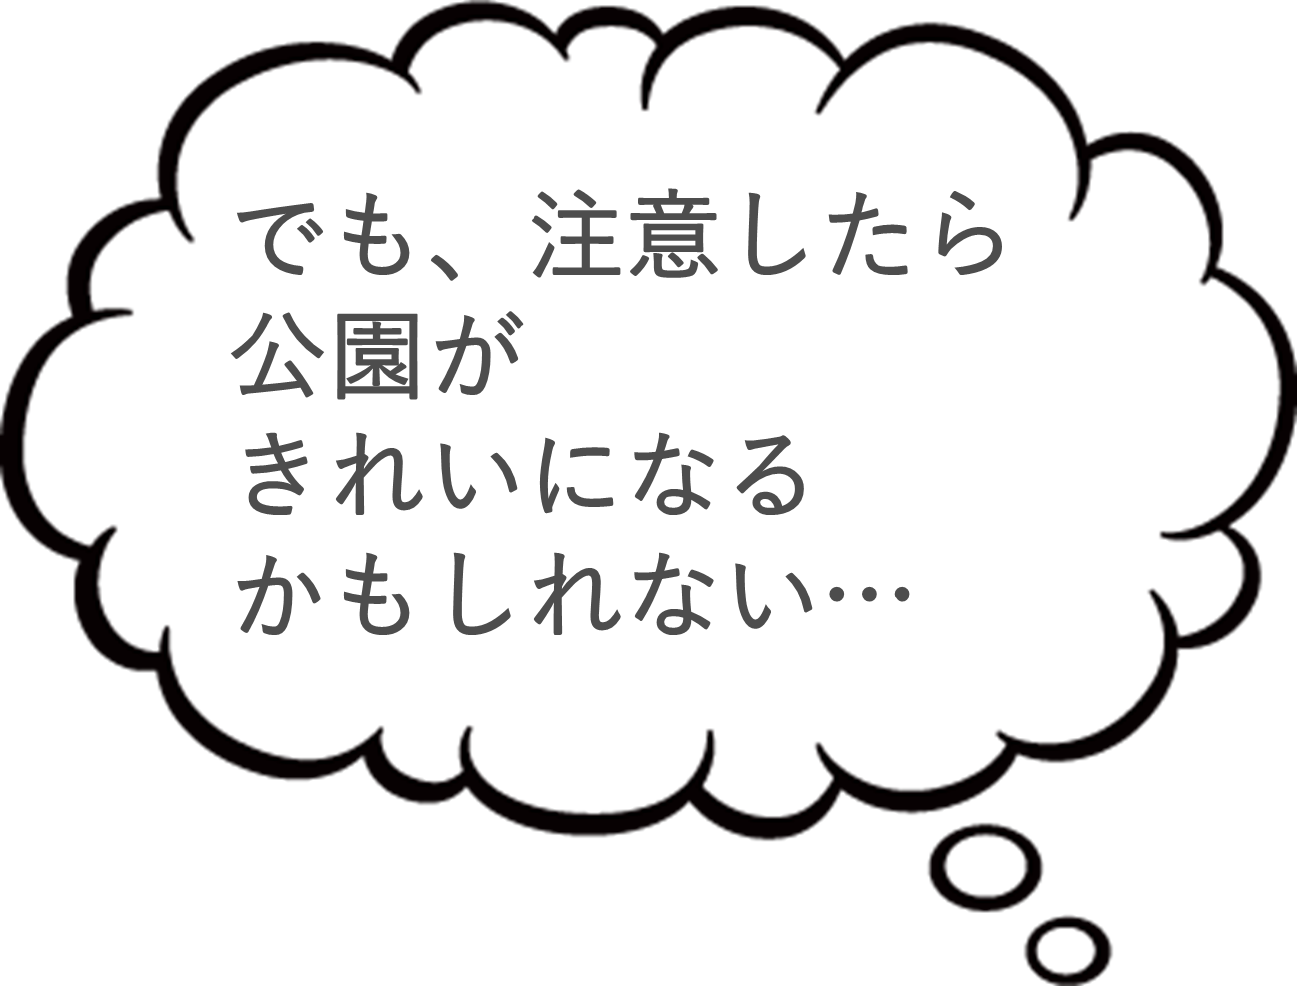 でも、注意したら
公園が
きれいになる
かもしれない…